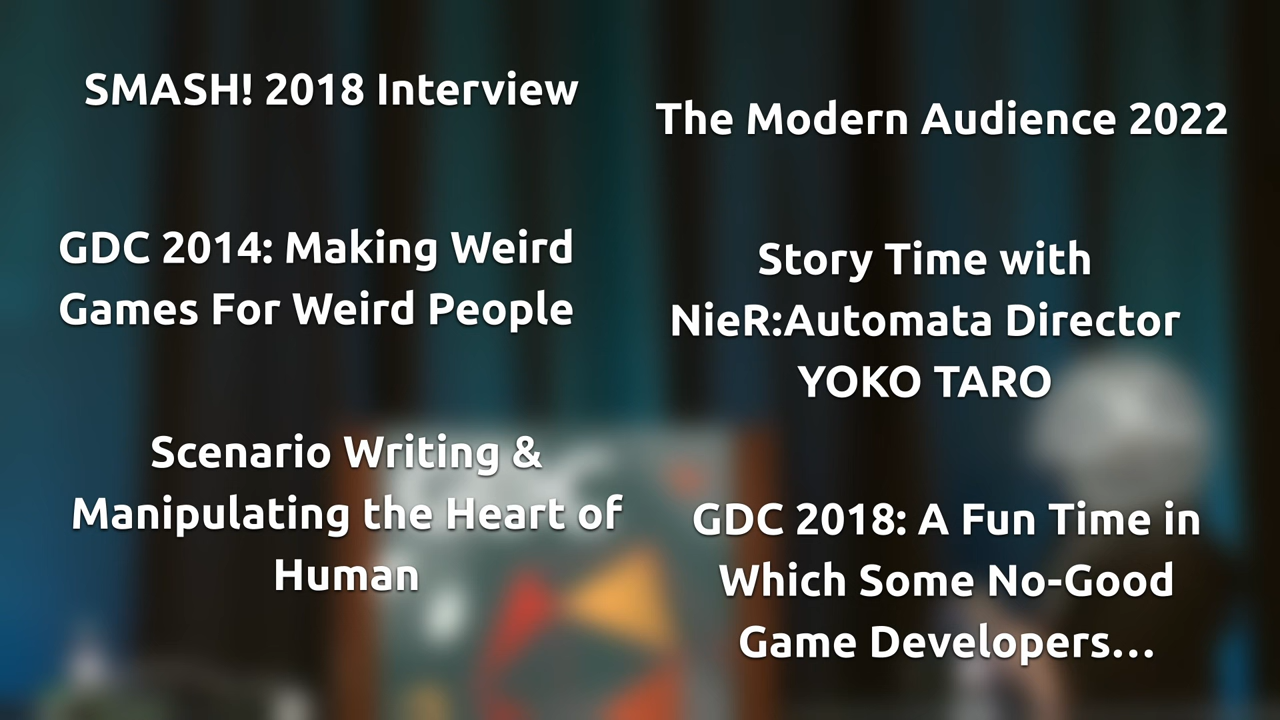 SMASH! 2018 Interview
GDC 2014: Making Weird
Games For Weird People
Scenario Writing &
Manipulating the Heart of
Human
The Modern Audience 2022
Story Time with
NieR:Automata Director
YOKO TARO
GDC 2018: A Fun Time in
Which Some No-Good
Game Developers...